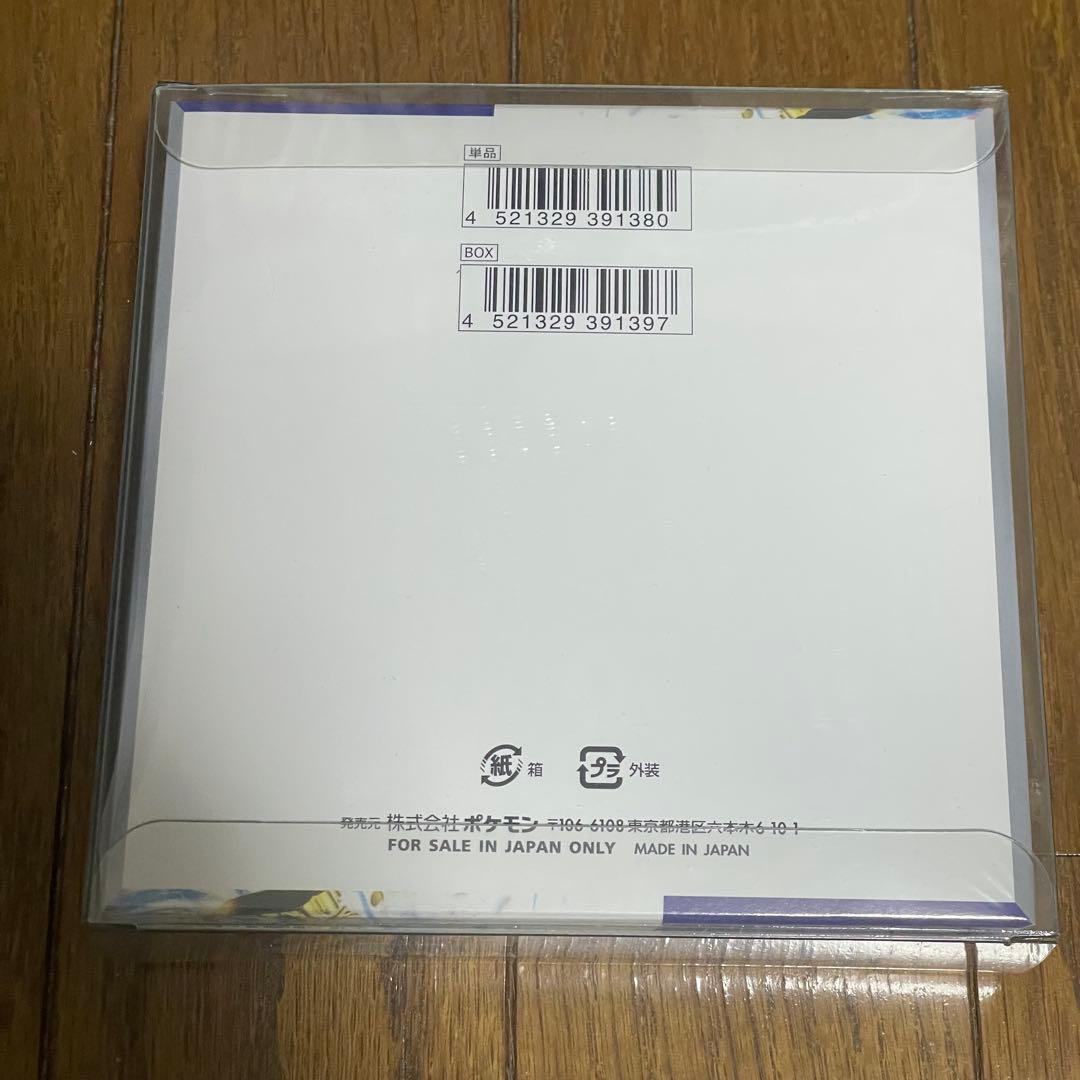 単品
4 521329 391380
BOX
4 521329 391397
紙 箱 プラ 外装
発売元 株式会社ポケモン 〒106-6108 東京都港区六本木6-10-1
FOR SALE IN JAPAN ONLY MADE IN JAPAN